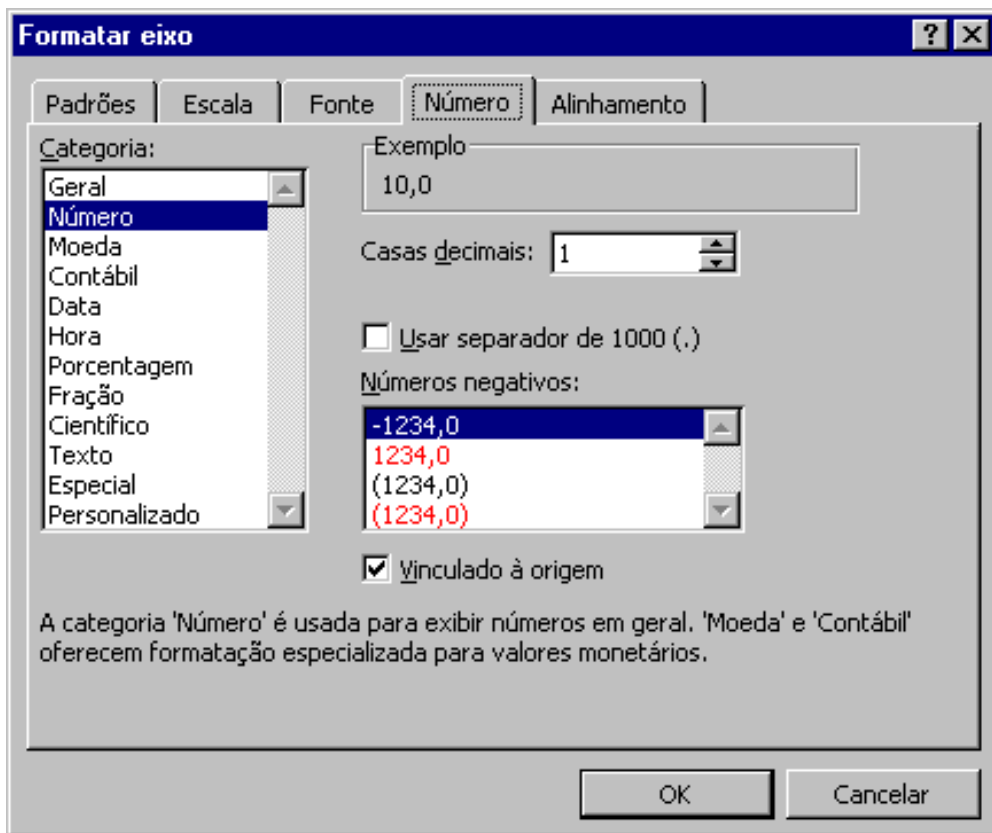 Formatar eixo
Padrões Escala Fonte Número Alinhamento
Categoria:
Geral
Número
Moeda
Contábil
Data
Hora
Porcentagem
Fração
Científico
Texto
Especial
Personalizado
Exemplo
10,0
Casas decimais: 1
Usar separador de 1000 (.)
Números negativos:
-1234,0
1234,0
(1234,0)
(1234,0)
Vinculado à origem
A categoria 'Número' é usada para exibir números em geral. 'Moeda' e 'Contábil'
oferecem formatação especializada para valores monetários.
OK Cancelar